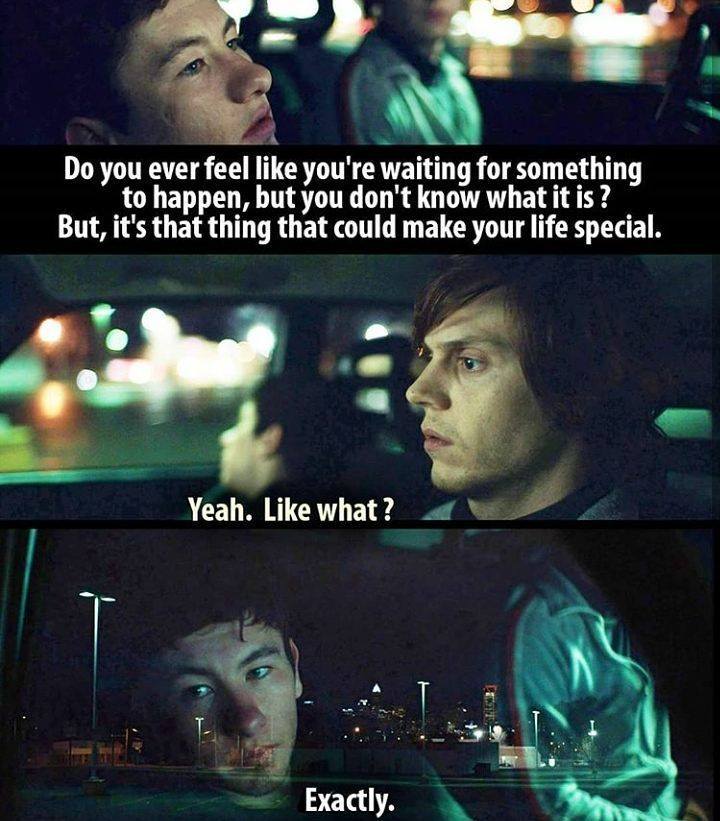 Do you ever feel like you're waiting for something
to happen, but you don't know what it is ?
But, it's that thing that could make your life special.
Yeah. Like what ?
Exactly.